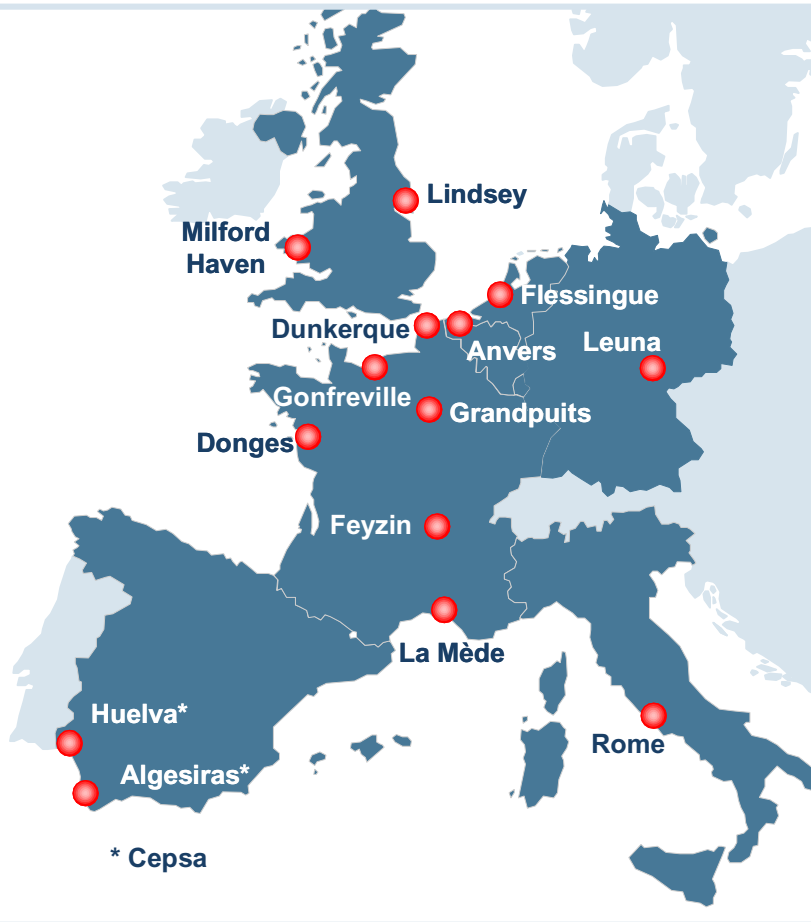 Lindsey
Milford
Haven
Flessingue
Dunkerque
Anvers
Leuna
Gonfreville
Grandpuits
Donges
Feyzin
La Mède
Huelva*
Rome
Algesiras*
* Cepsa